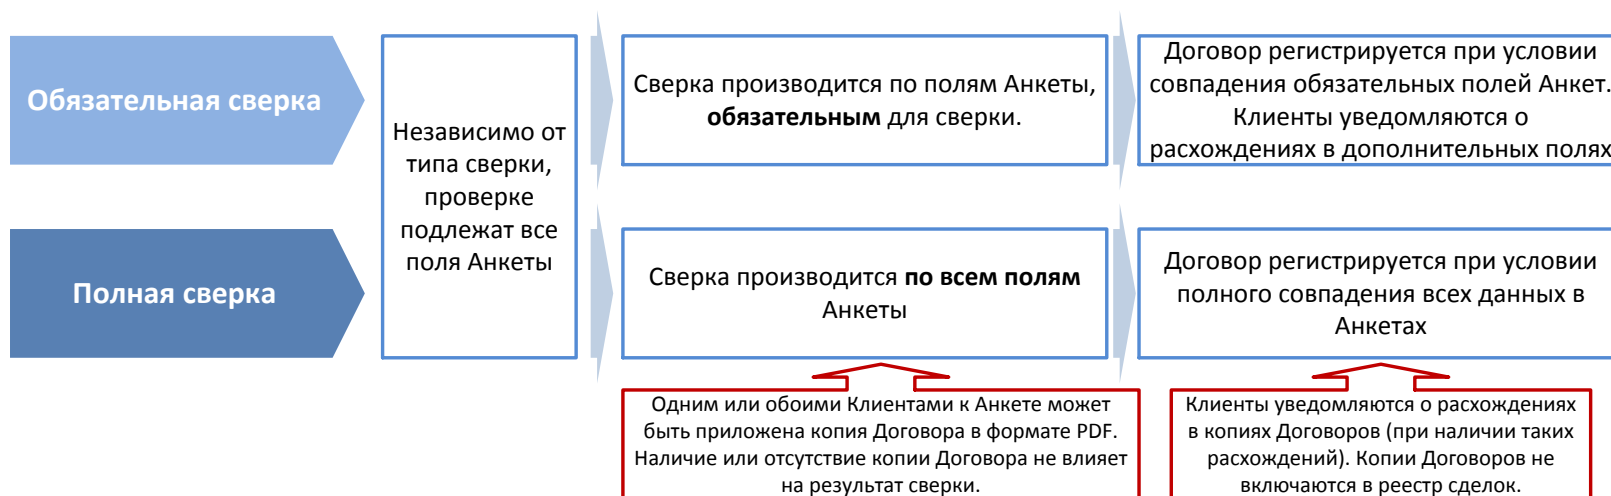 Обязательная сверка
Полная сверка
Независимо от
типа сверки,
проверке
подлежат все
поля Анкеты
Сверка производится по полям Анкеты,
обязательным для сверки.
Договор регистрируется при условии
совпадения обязательных полей Анкет.
Клиенты уведомляются о
расхождениях в дополнительных полях
Сверка производится по всем полям
Анкеты
Договор регистрируется при условии
полного совпадения всех данных в
Анкетах
Одним или обоими Клиентами к Анкете может
быть приложена копия Договора в формате PDF.
Наличие или отсутствие копии Договора не влияет
на результат сверки.
Клиенты уведомляются о расхождениях
в копиях Договоров (при наличии таких
расхождений). Копии Договоров не
включаются в реестр сделок.